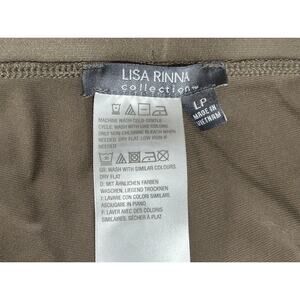 LISA RINNA
collection
LP
MADE IN
VIETNAM
MACHINE WASH COLD GENTLE
CYCLE. WASH WITH LIKE COLORS.
ONLY NON-CHLORINE BLEACH WHEN
NEEDED. DRY FLAT. LOW IRON IF
NEEDED.
GB: WASH WITH SIMILAR COLOURS
DRY FLAT
D: MIT ÄHNLICHEN FARBEN
WASCHEN, LIEGEND TROCKNEN
I: LAVARE CON COLORI SIMILARI,
ASCIUGARE IN PIANO
F: LAVER AVEC DES COLORIS
SIMILAIRES, SÉCHER À PLAT